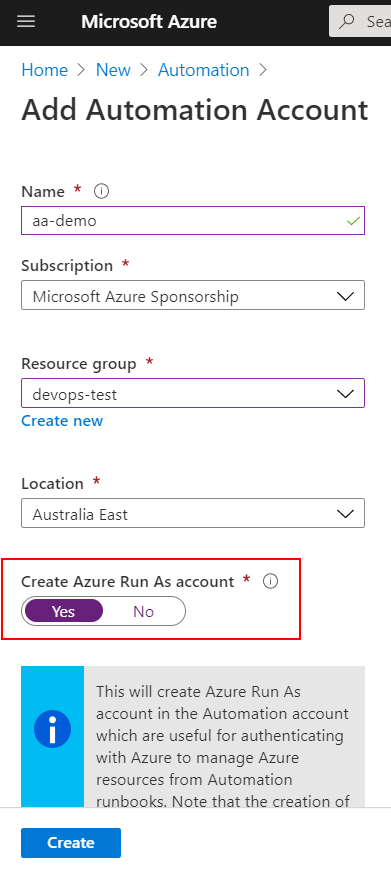 Microsoft Azure
Sea
Home > New > Automation >
Add Automation Account
Name *
aa-demo
Subscription *
Microsoft Azure Sponsorship
Resource group *
devops-test
Create new
Location *
Australia East
Create Azure Run As account *
Yes No
This will create Azure Run As
account in the Automation account
which are useful for authenticating
with Azure to manage Azure
resources from Automation
runbooks. Note that the creation of
Create